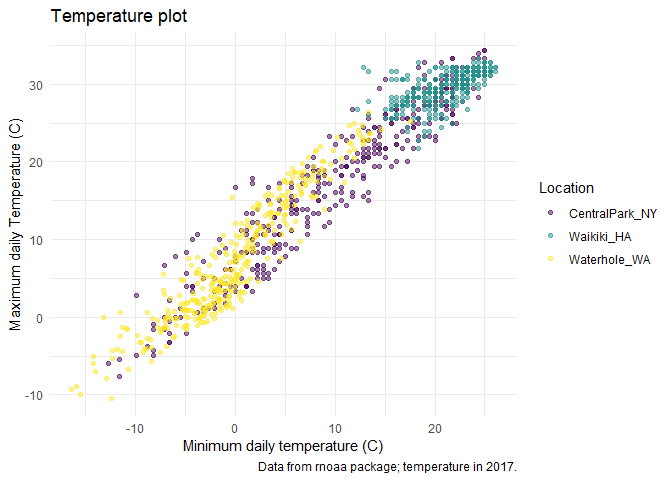 Temperature plot
Maximum daily Temperature (C)
30
20
10
0
-10
-10
0
10
20
Minimum daily temperature (C)
Data from rnoaa package; temperature in 2017.
Location
CentralPark_NY
Waikiki_HA
Waterhole_WA